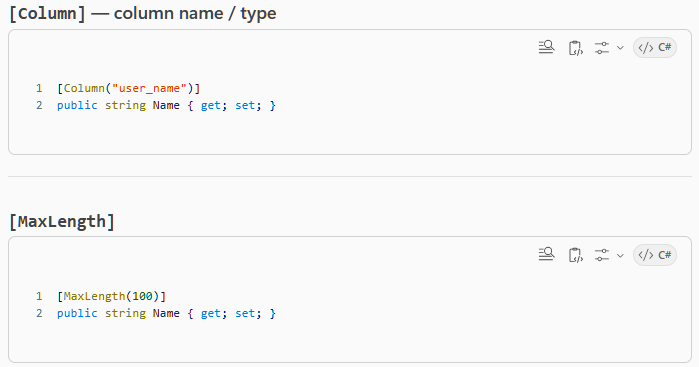 [Column] — column name / type
</> C#
1 [Column("user_name")]
2 public string Name { get; set; }
[MaxLength]
</> C#
1 [MaxLength(100)]
2 public string Name { get; set; }